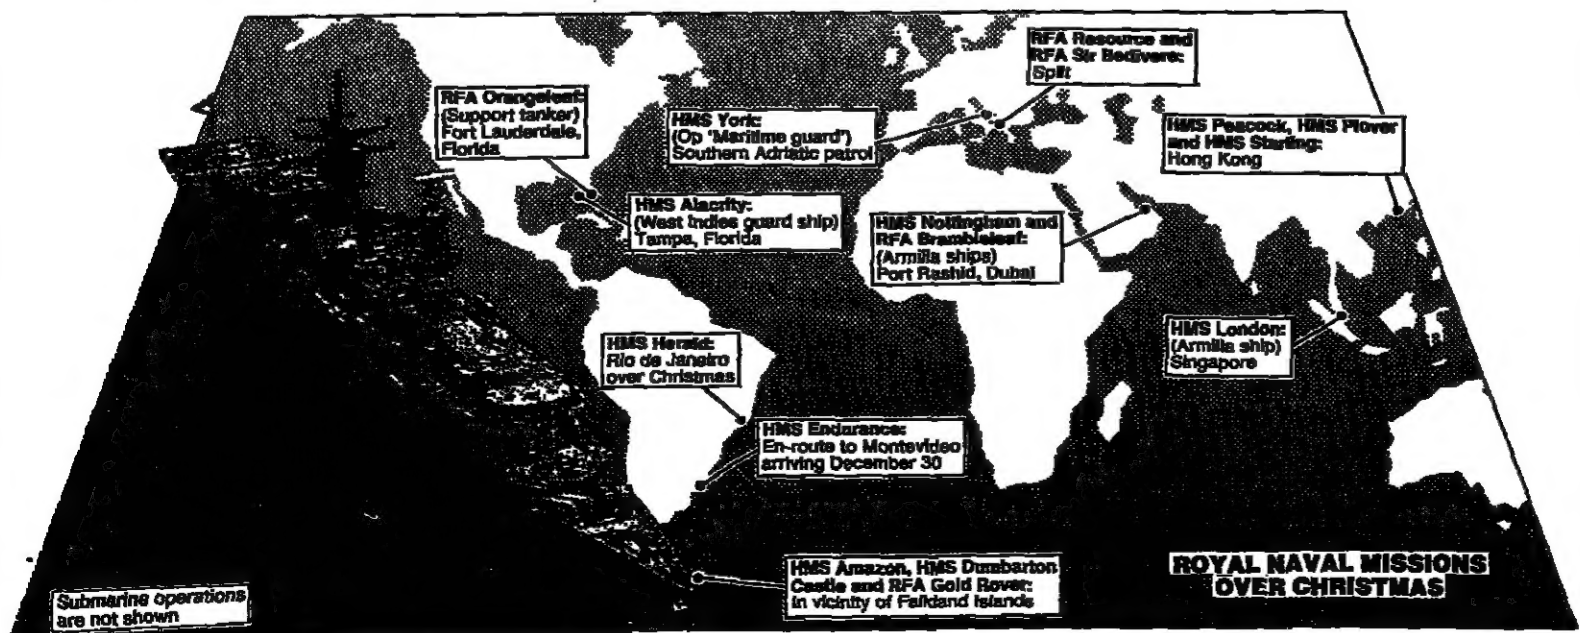 RFA Resource and
RFA Sir Bedivere:
Split
RFA Orangeleaf:
(Support tanker)
Fort Lauderdale,
Florida
HMS York:
(Op 'Maritime guard')
Southern Adriatic patrol
HMS Peacock, HMS Plover
and HMS Starling:
Hong Kong
HMS Alacrity:
(West Indies guard ship)
Tampa, Florida
HMS Nottingham and
RFA Brambleleaf:
(Armilla ships)
Port Rashid, Dubai
HMS London:
(Armilla ship)
Singapore
HMS Herald:
Rio de Janeiro
over Christmas
HMS Endurance:
En-route to Montevideo
arriving December 30
HMS Amazon, HMS Dumbarton
Castle and RFA Gold Rover:
In vicinity of Falkland Islands
ROYAL NAVAL MISSIONS
OVER CHRISTMAS
Submarine operations
are not shown